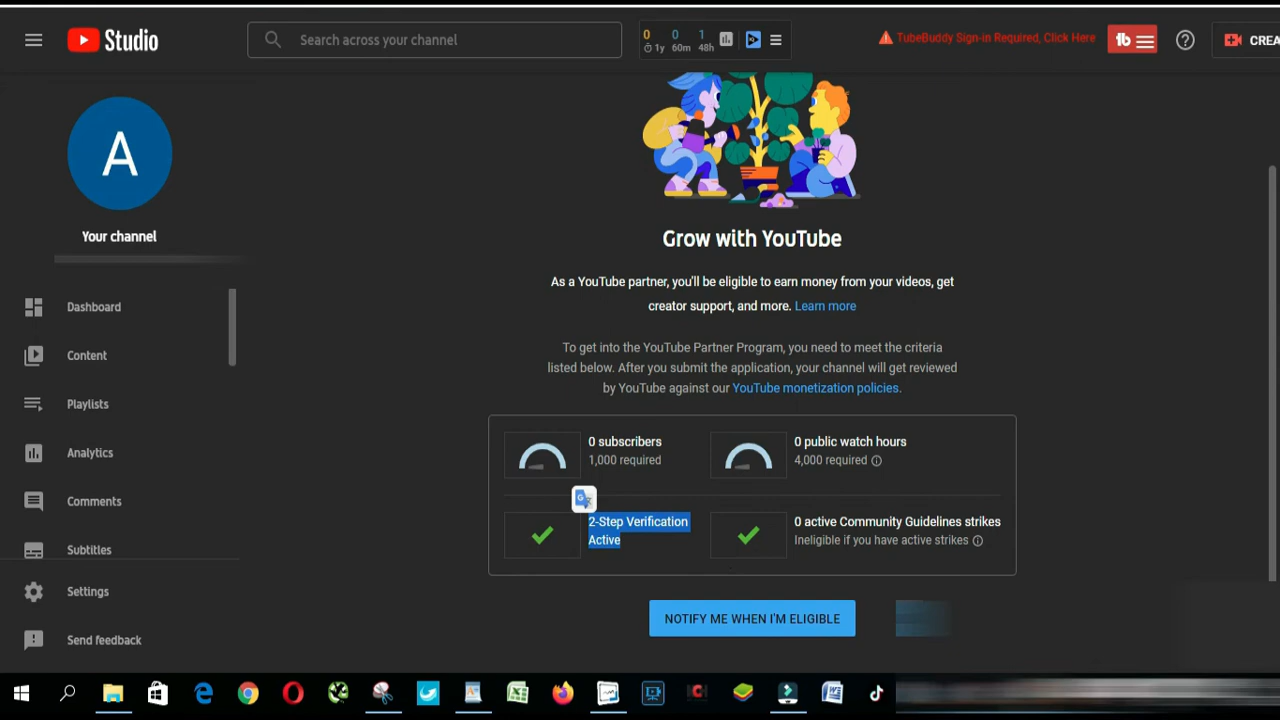 Studio
Search across your channel
0 0 1
1y 60m 48h
TubeBuddy Sign-in Required, Click Here
tb
CREA
A
Your channel
Dashboard
Content
Playlists
Analytics
Comments
Subtitles
Settings
Send feedback
Grow with YouTube
As a YouTube partner, you'll be eligible to earn money from your videos, get
creator support, and more. Learn more
To get into the YouTube Partner Program, you need to meet the criteria
listed below. After you submit the application, your channel will get reviewed
by YouTube against our YouTube monetization policies.
0 subscribers
1,000 required
0 public watch hours
4,000 required
2-Step Verification
Active
0 active Community Guidelines strikes
Ineligible if you have active strikes
NOTIFY ME WHEN I'M ELIGIBLE